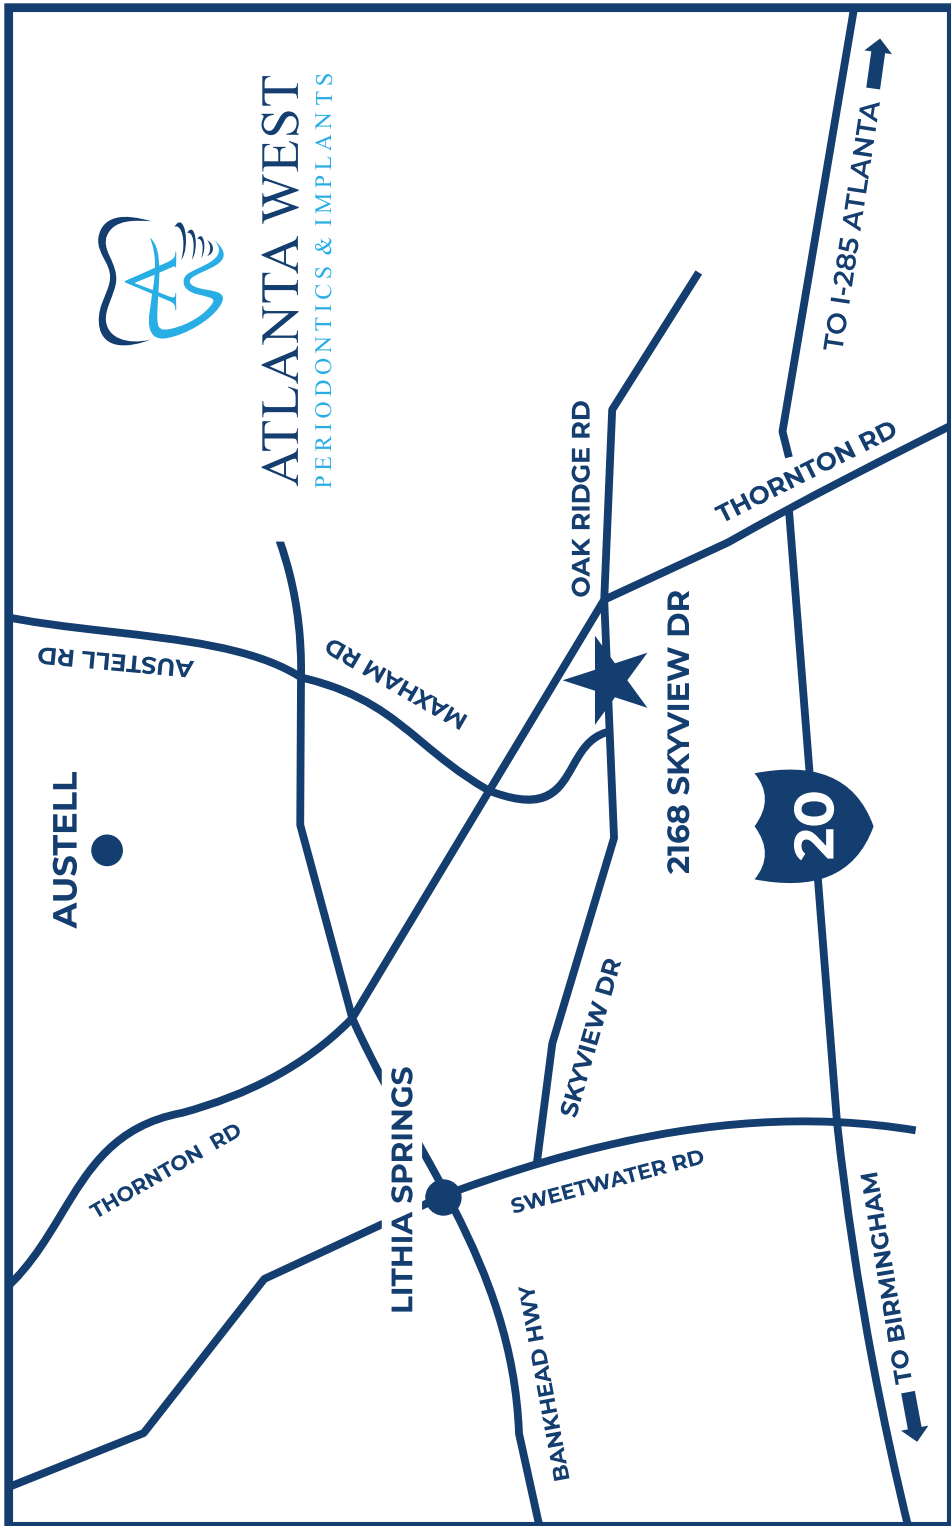 ATLANTA WEST
PERIODONTICS & IMPLANTS
AUSTELL
AUSTELL RD
MAXHAM RD
THORNTON RD
LITHIA SPRINGS
OAK RIDGE RD
2168 SKYVIEW DR
SKYVIEW DR
SWEETWATER RD
BANKHEAD HWY
THORNTON RD
20
TO I-285 ATLANTA
TO BIRMINGHAM